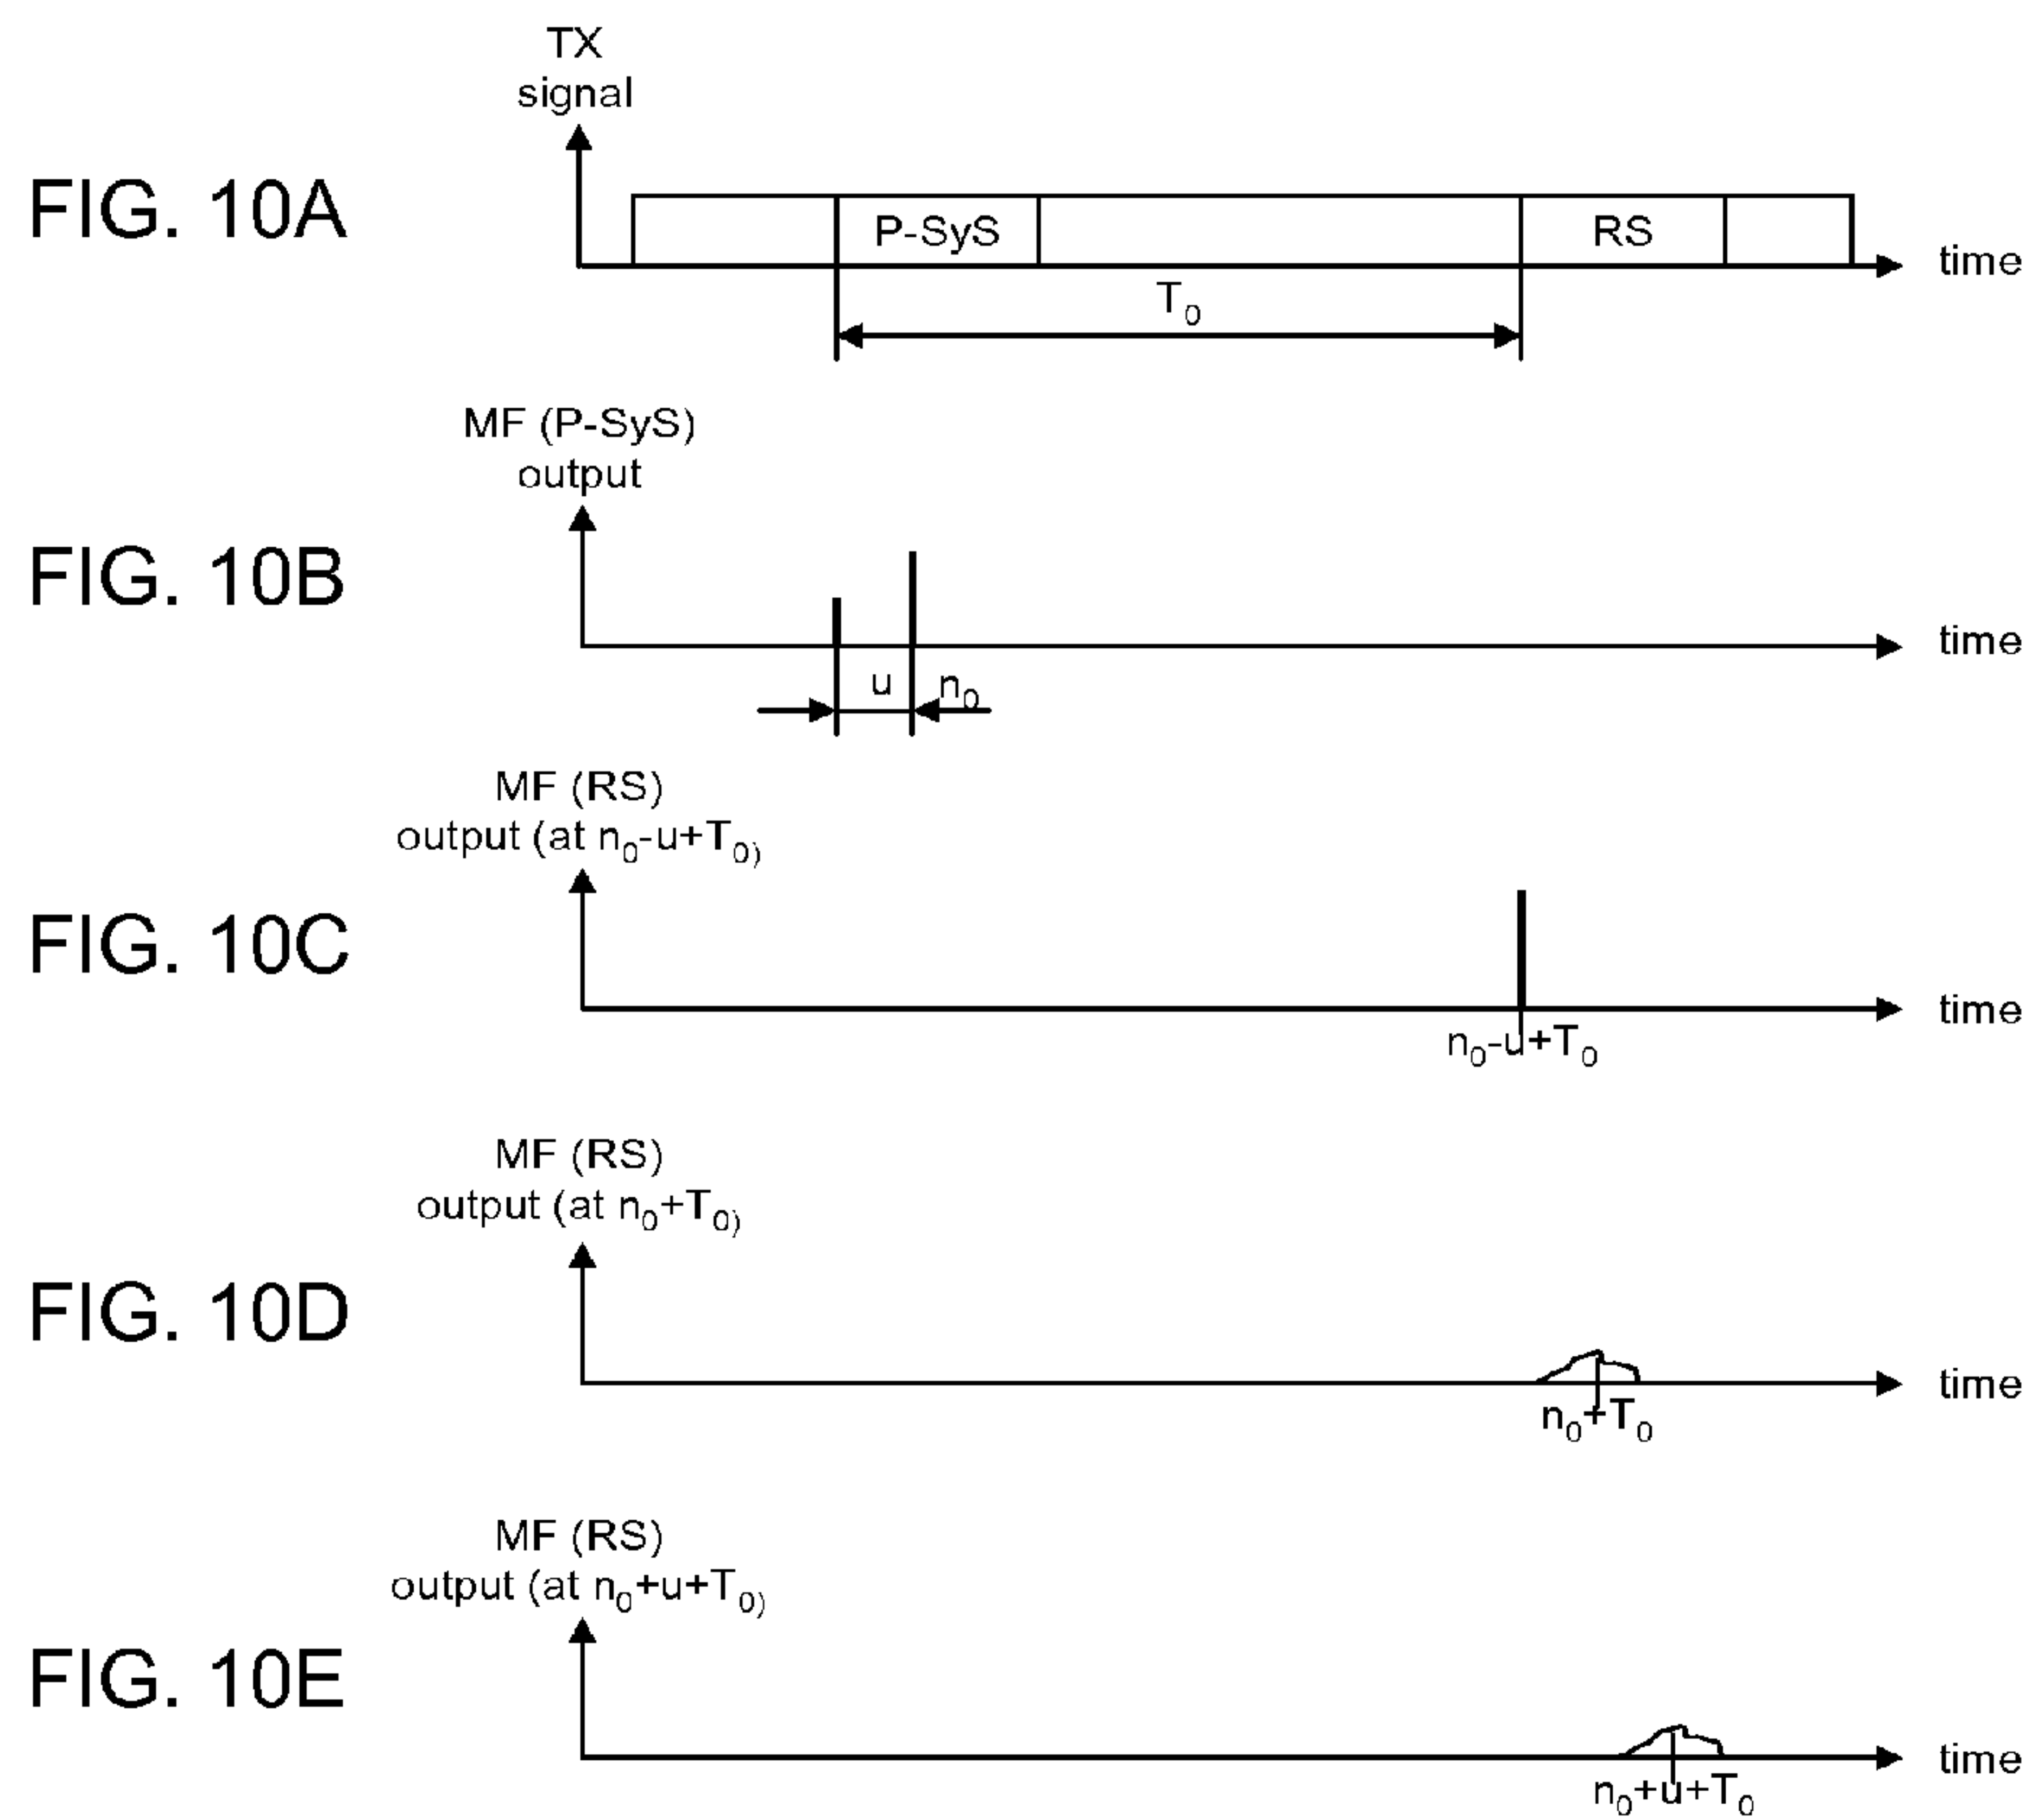 TX
signal
FIG. 10A
P-SyS
RS
time
T₀
MF (P-SyS)
output
FIG. 10B
time
u
n₀
MF (RS)
output (at n₀-u+T₀)
FIG. 10C
time
n₀-u+T₀
MF (RS)
output (at n₀+T₀)
FIG. 10D
time
n₀+T₀
MF (RS)
output (at n₀+u+T₀)
FIG. 10E
time
n₀+u+T₀